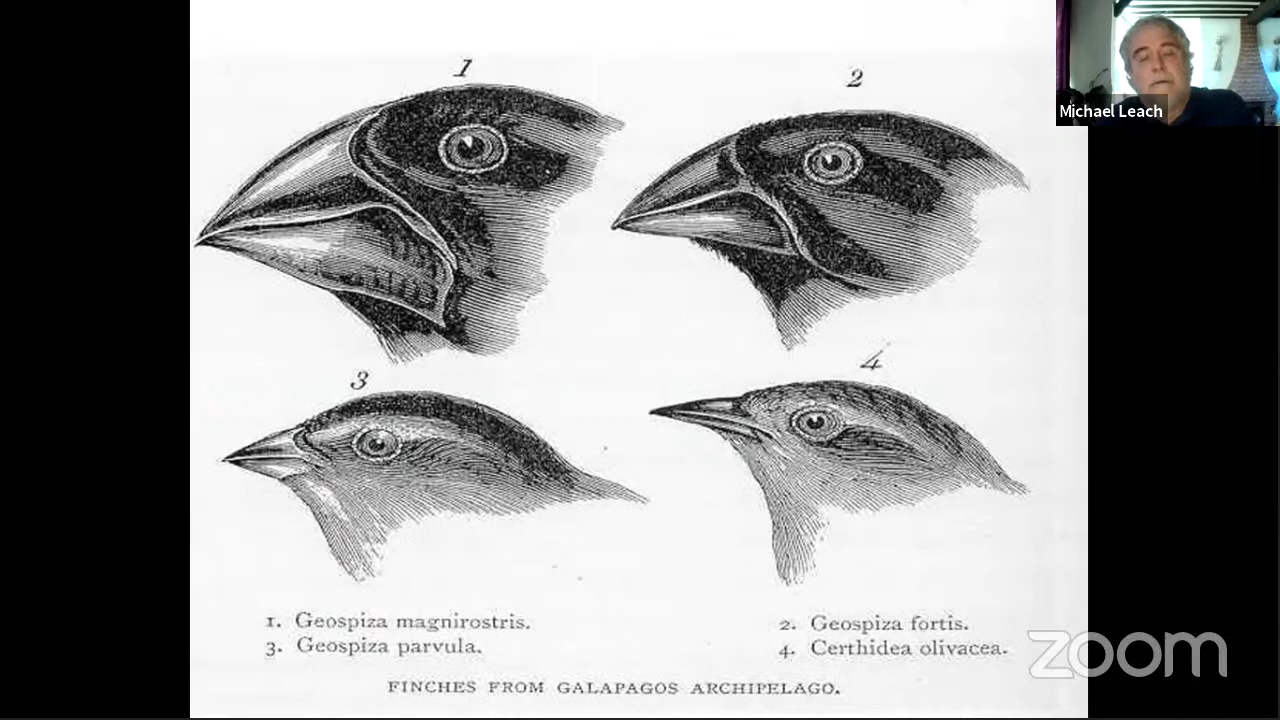 Michael Leach
1
2
3
4
1. Geospiza magnirostris.
2. Geospiza fortis.
3. Geospiza parvula.
4. Certhidea olivacea.
FINCHES FROM GALAPAGOS ARCHIPELAGO.
zoom